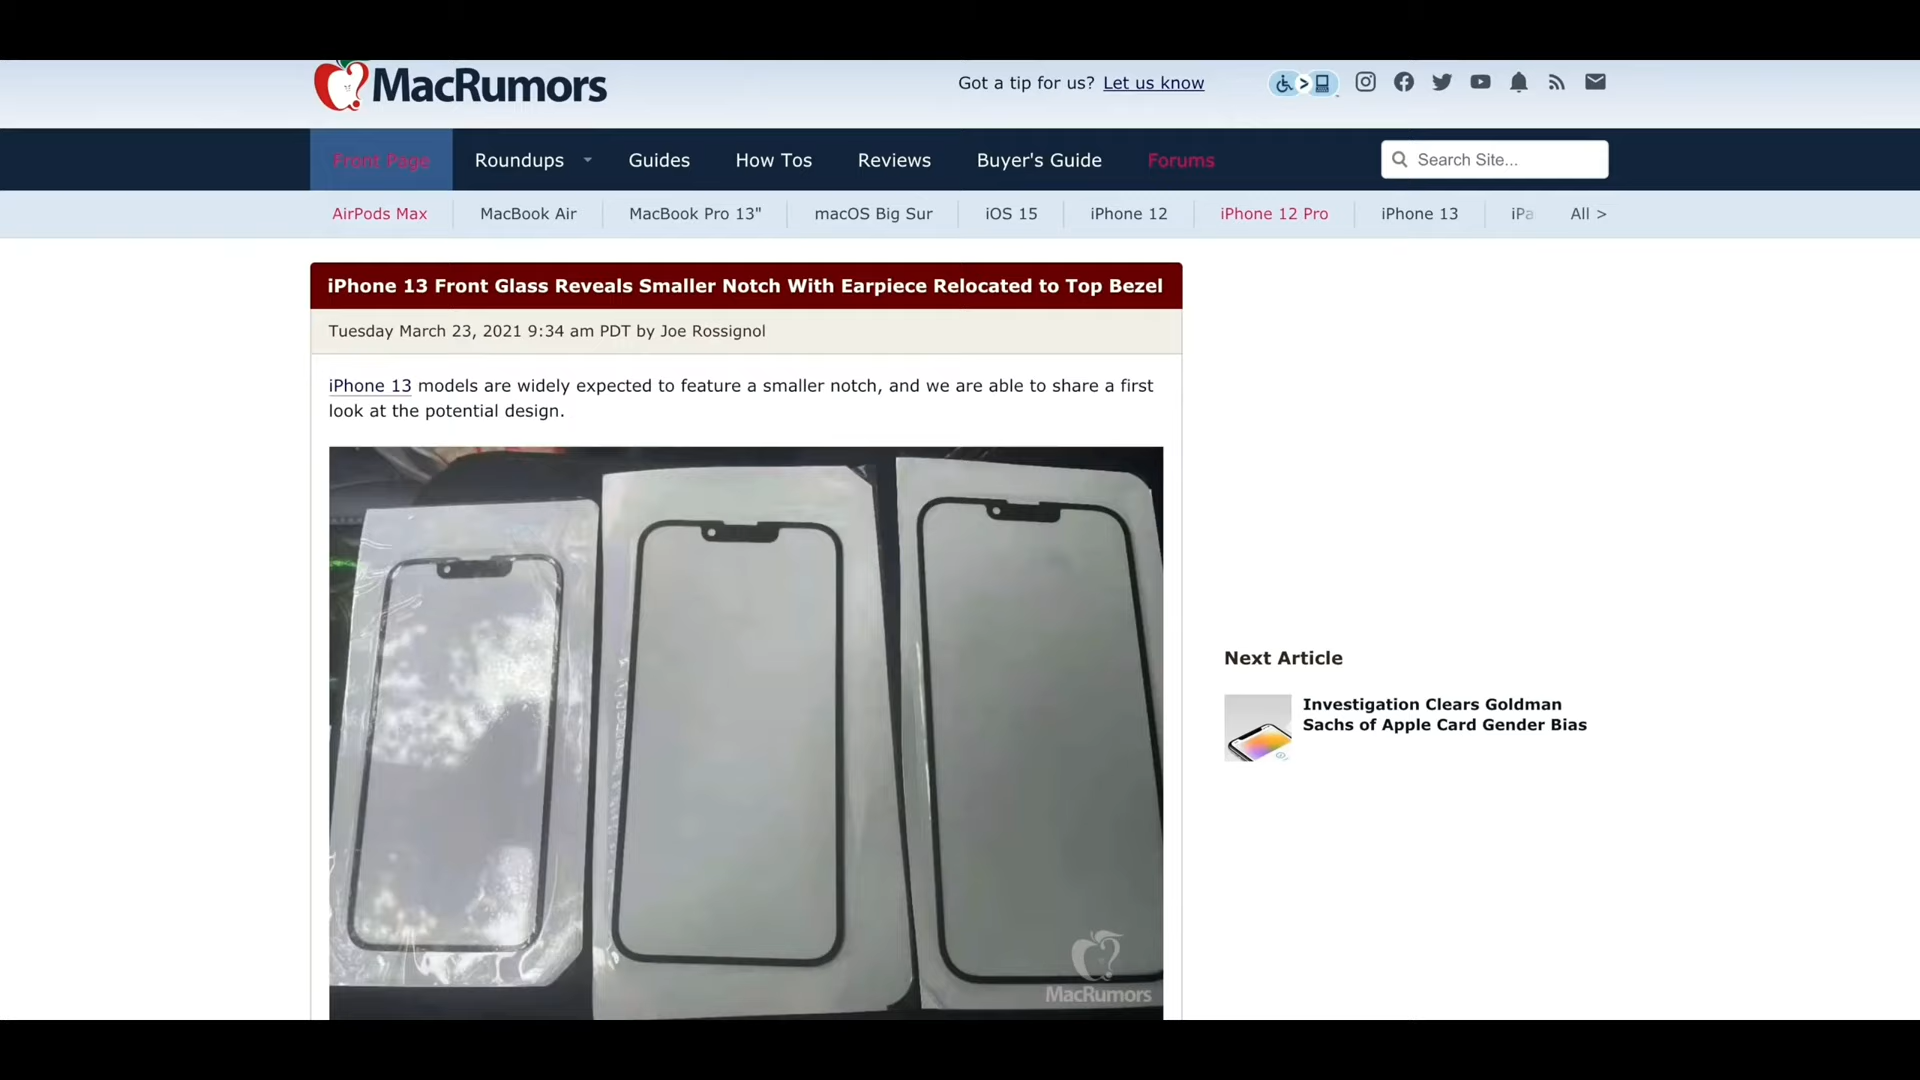 MacRumors
Got a tip for us? Let us know
Front Page Roundups Guides How Tos Reviews Buyer's Guide Forums Search Site...
AirPods Max MacBook Air MacBook Pro 13" macOS Big Sur iOS 15 iPhone 12 iPhone 12 Pro iPhone 13 iPa All >
iPhone 13 Front Glass Reveals Smaller Notch With Earpiece Relocated to Top Bezel
Tuesday March 23, 2021 9:34 am PDT by Joe Rossignol
iPhone 13 models are widely expected to feature a smaller notch, and we are able to share a first
look at the potential design.
MacRumors
Next Article
Investigation Clears Goldman
Sachs of Apple Card Gender Bias